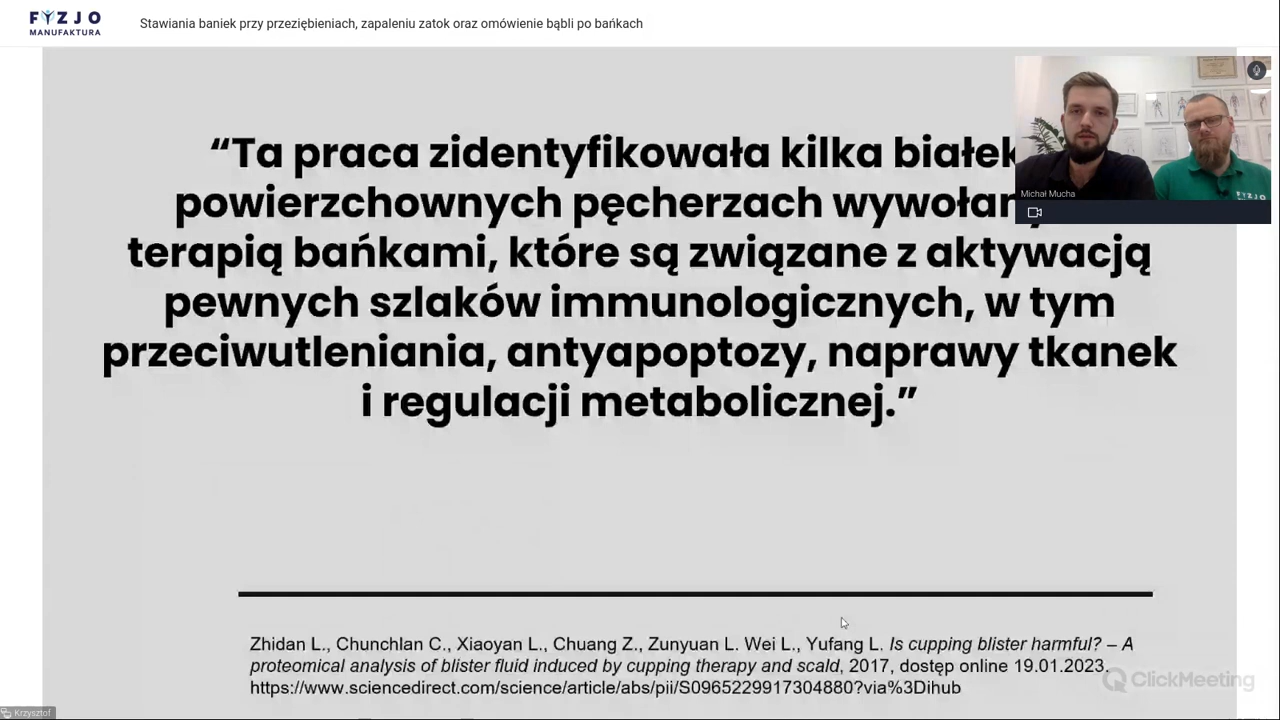 FYZJO
MANUFAKTURA
Stawiania baniek przy przeziębieniach, zapaleniu zatok oraz omówienie bąbli po bańkach
“Ta praca zidentyfikowała kilka białek
powierzchownych pęcherzach
terapią bańkami, które są związane z aktywacją
pewnych szlaków immunologicznych, w tym
przeciwutleniania, antyapoptozy, naprawy tkanek
i regulacji metabolicznej.”
Michał Mucha
FYZJO
Zhidan L., Chunchlan C., Xiaoyan L., Chuang Z., Zunyuan L. Wei L., Yufang L. Is cupping blister harmful? – A
proteomical analysis of blister fluid induced by cupping therapy and scald, 2017, dostęp online 19.01.2023.
https://www.sciencedirect.com/science/article/abs/pii/S0965229917304880?via%3Dihub
ClickMeeting
Krzysztof